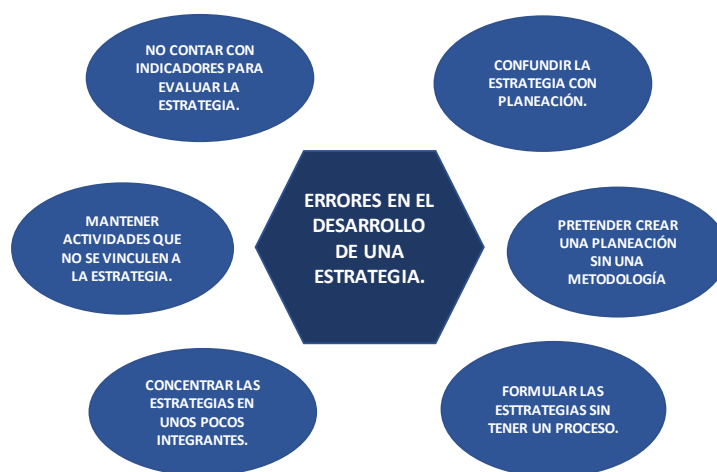 NO CONTAR CON
INDICADORES PARA
EVALUAR LA
ESTRATEGIA.
CONFUNDIR LA
ESTRATEGIA CON
PLANEACIÓN.
ERRORES EN EL
DESARROLLO
DE UNA
ESTRATEGIA.
MANTENER
ACTIVIDADES QUE
NO SE VINCULEN A
LA ESTRATEGIA.
PRETENDER CREAR
UNA PLANEACIÓN
SIN UNA
METODOLOGÍA
CONCENTRAR LAS
ESTRATEGIAS EN
UNOS POCOS
INTEGRANTES.
FORMULAR LAS
ESTTRATEGIAS SIN
TENER UN PROCESO.